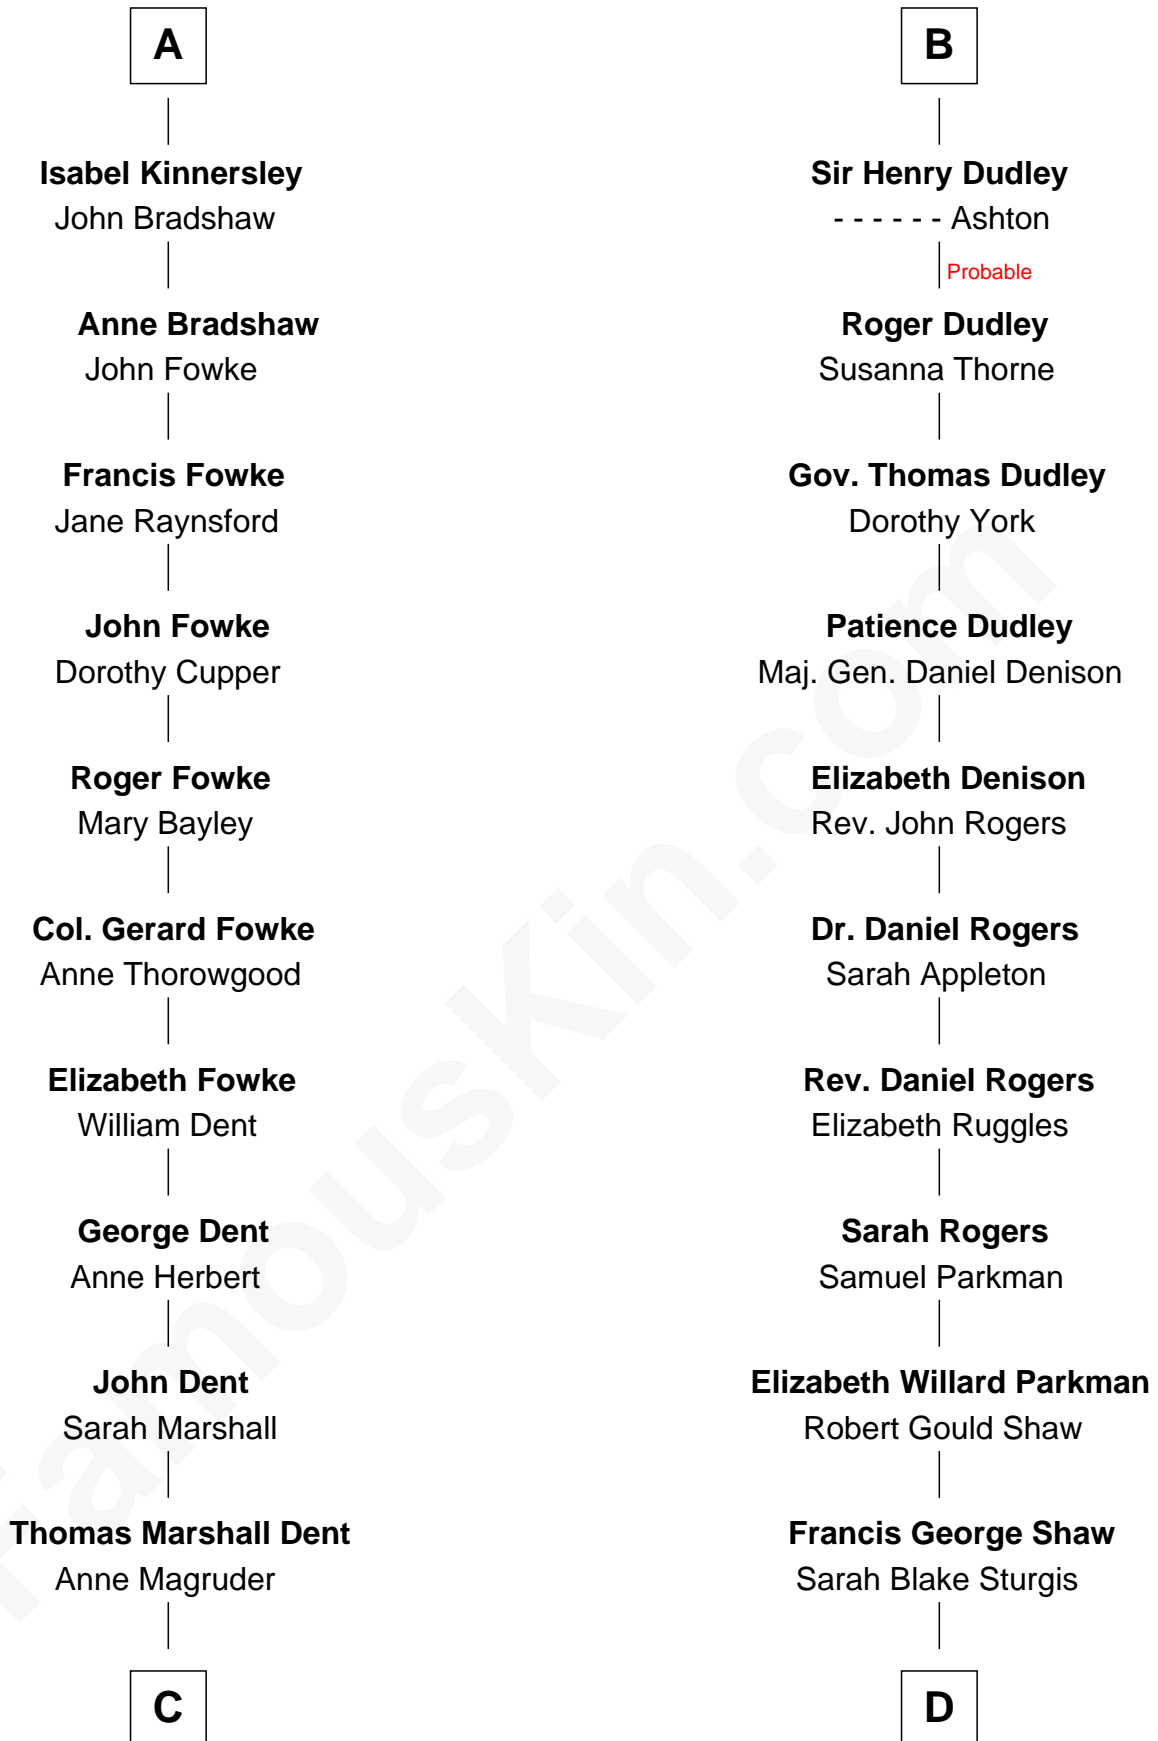 A
Isabel Kinnersley
John Bradshaw
Anne Bradshaw
John Fowke
Francis Fowke
Jane Raynsford
John Fowke
Dorothy Cupper
Roger Fowke
Mary Bayley
Col. Gerard Fowke
Anne Thorowgood
Elizabeth Fowke
William Dent
George Dent
Anne Herbert
John Dent
Sarah Marshall
Thomas Marshall Dent
Anne Magruder
C
B
Sir Henry Dudley
- - - - - - Ashton
Probable
Roger Dudley
Susanna Thorne
Gov. Thomas Dudley
Dorothy York
Patience Dudley
Maj. Gen. Daniel Denison
Elizabeth Denison
Rev. John Rogers
Dr. Daniel Rogers
Sarah Appleton
Rev. Daniel Rogers
Elizabeth Ruggles
Sarah Rogers
Samuel Parkman
Elizabeth Willard Parkman
Robert Gould Shaw
Francis George Shaw
Sarah Blake Sturgis
D
FamousKin.com